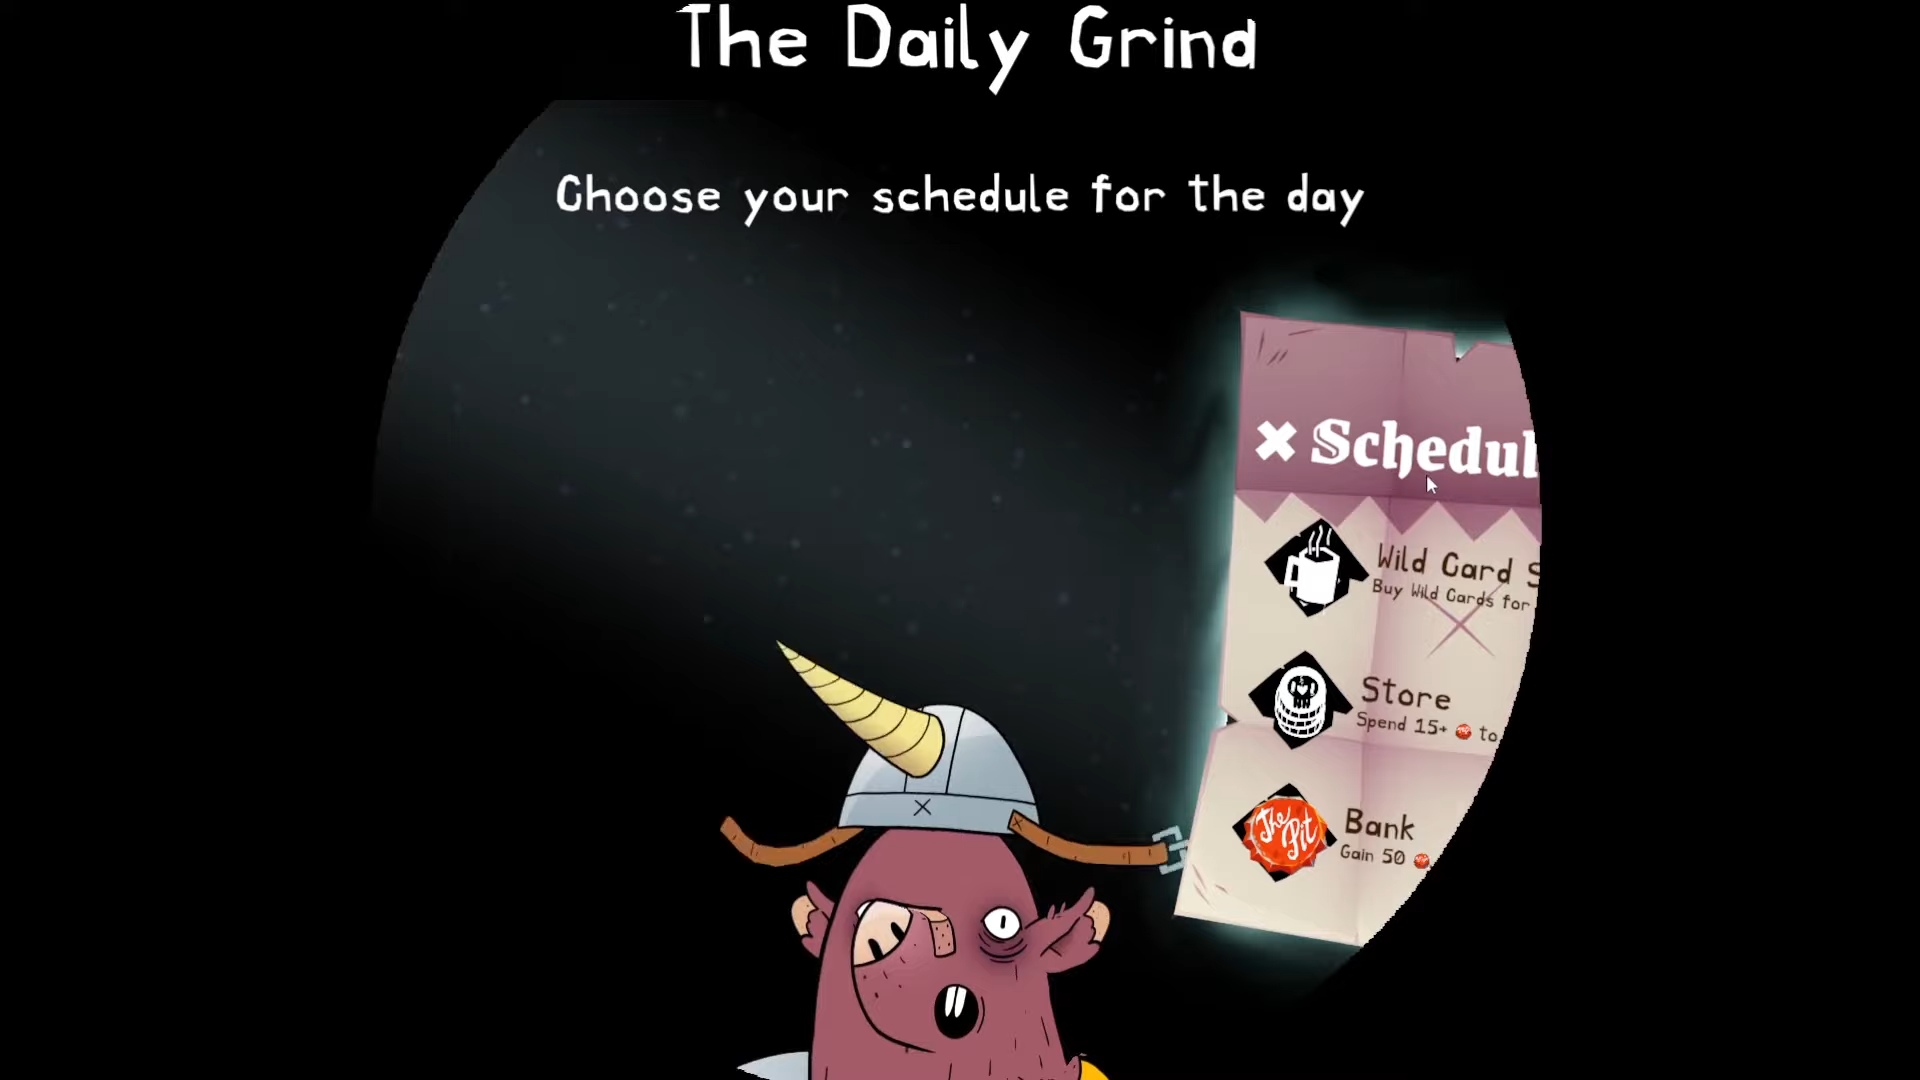 The Daily Grind
Choose your schedule for the day
Schedul
Wild Card S
Buy Wild Cards for
Store
Spend 15+ to
The Pit
Bank
Gain 50